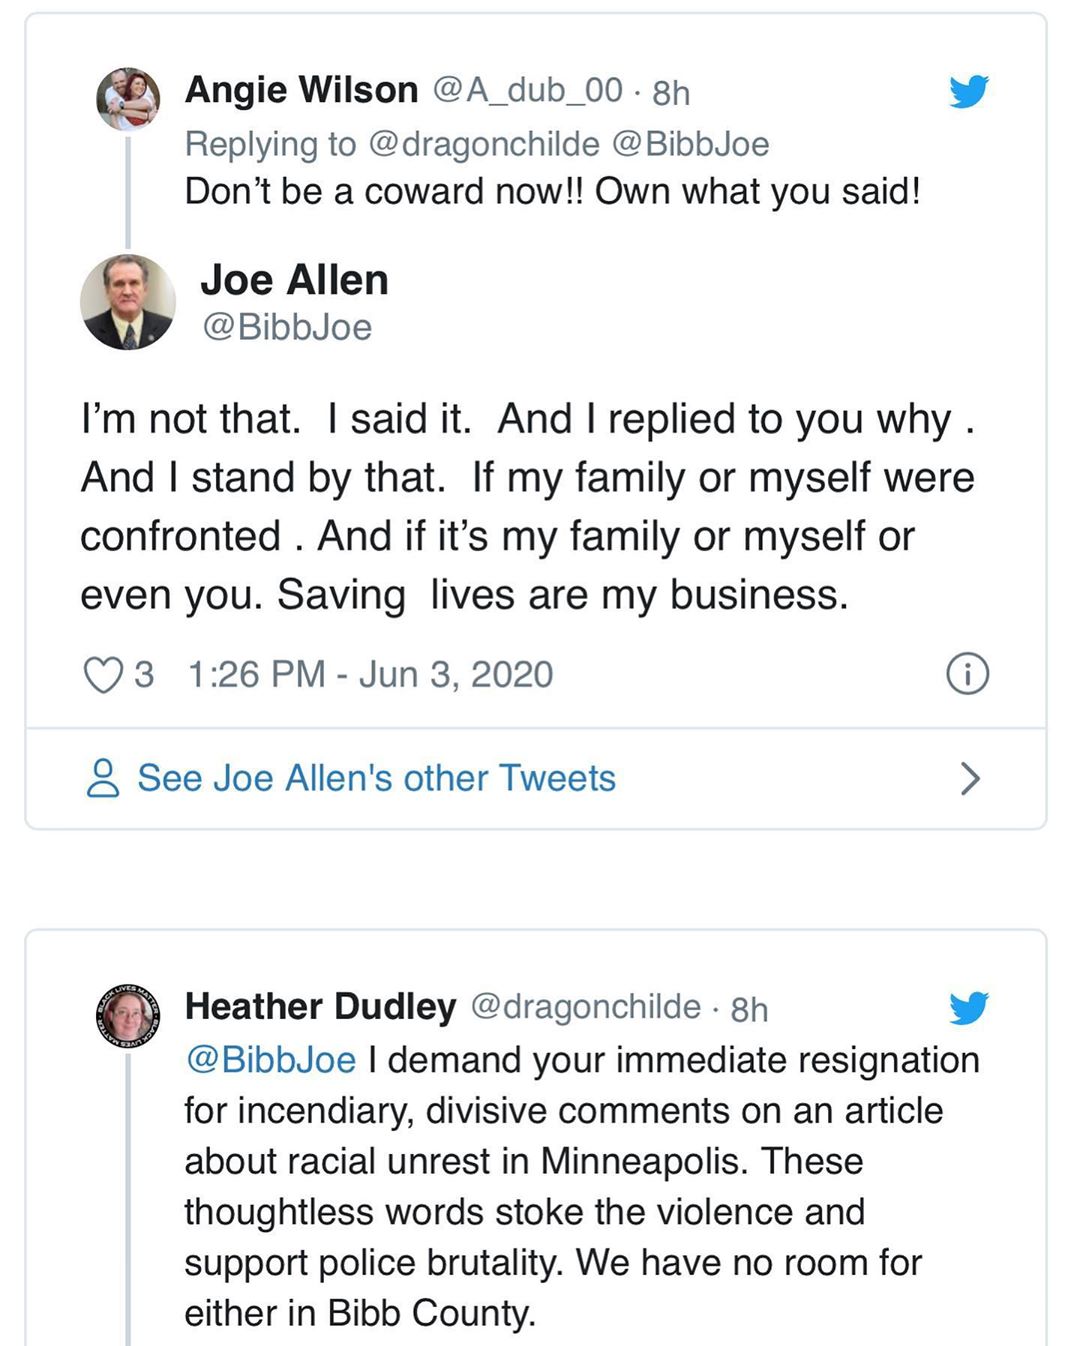 Angie Wilson @A_dub_00 · 8h
Replying to @dragonchilde @BibbJoe
Don’t be a coward now!! Own what you said!
Joe Allen
@BibbJoe
I’m not that.  I said it.  And I replied to you why .
And I stand by that.  If my family or myself were
confronted . And if it’s my family or myself or
even you. Saving  lives are my business.
3 1:26 PM - Jun 3, 2020
See Joe Allen's other Tweets
Heather Dudley @dragonchilde · 8h
@BibbJoe I demand your immediate resignation
for incendiary, divisive comments on an article
about racial unrest in Minneapolis. These
thoughtless words stoke the violence and
support police brutality. We have no room for
either in Bibb County.